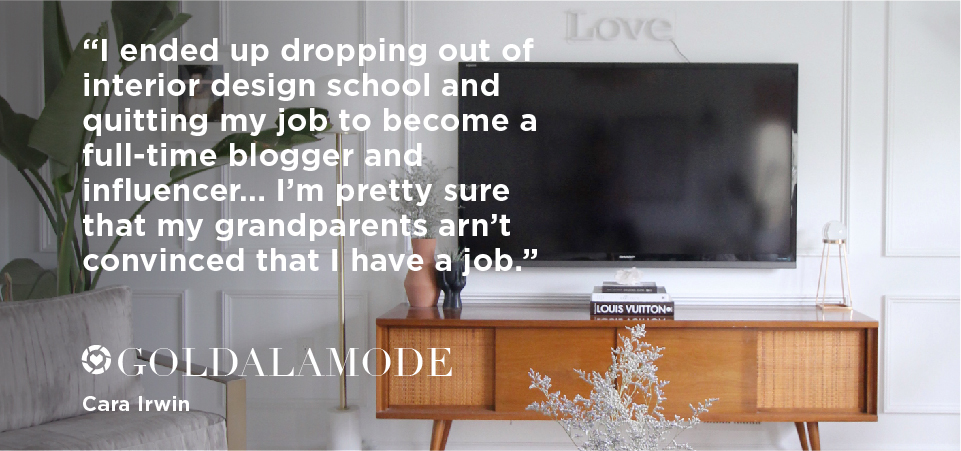 Love
“I ended up dropping out of
interior design school and
quitting my job to become a
full-time blogger and
influencer... I’m pretty sure
that my grandparents arn’t
convinced that I have a job.”
LOUIS VUITTON
GOLDALAMODE
Cara Irwin